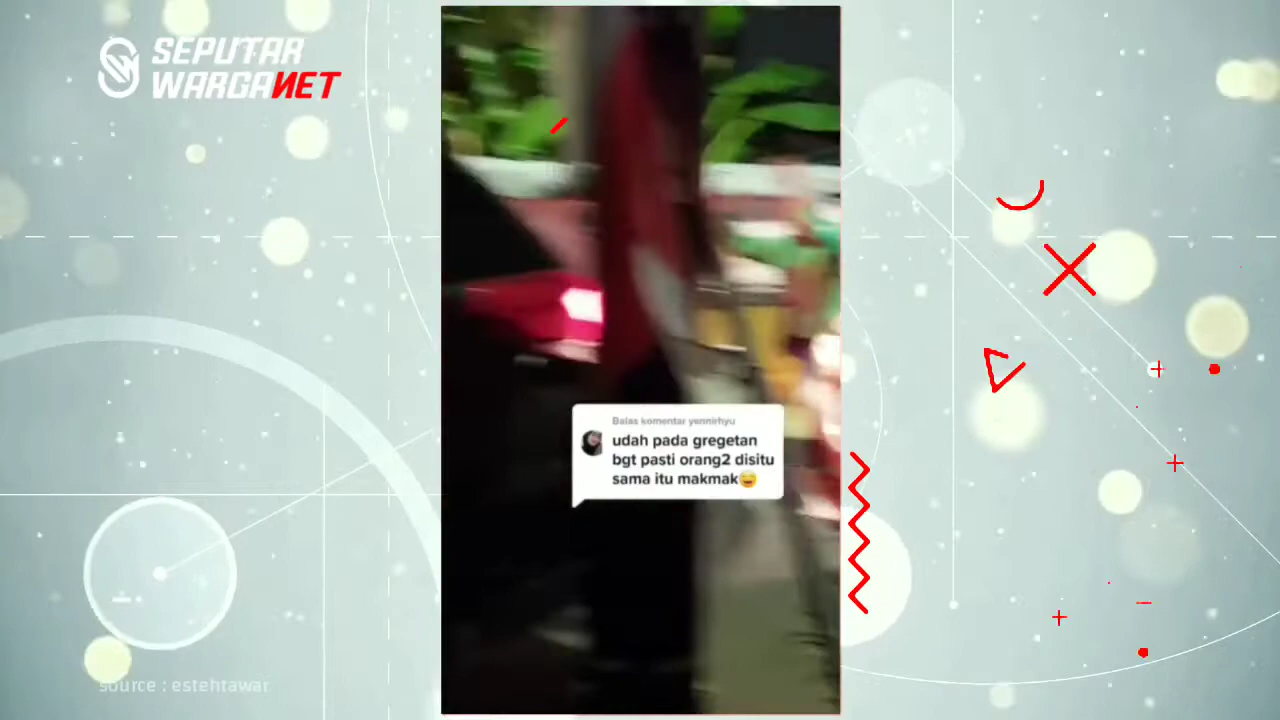 SEPUTAR
WARGANET
Balas komentar yennirhyu
udah pada gregetan
bgt pasti orang2 disitu
sama itu makmak😅
source : estehtawar